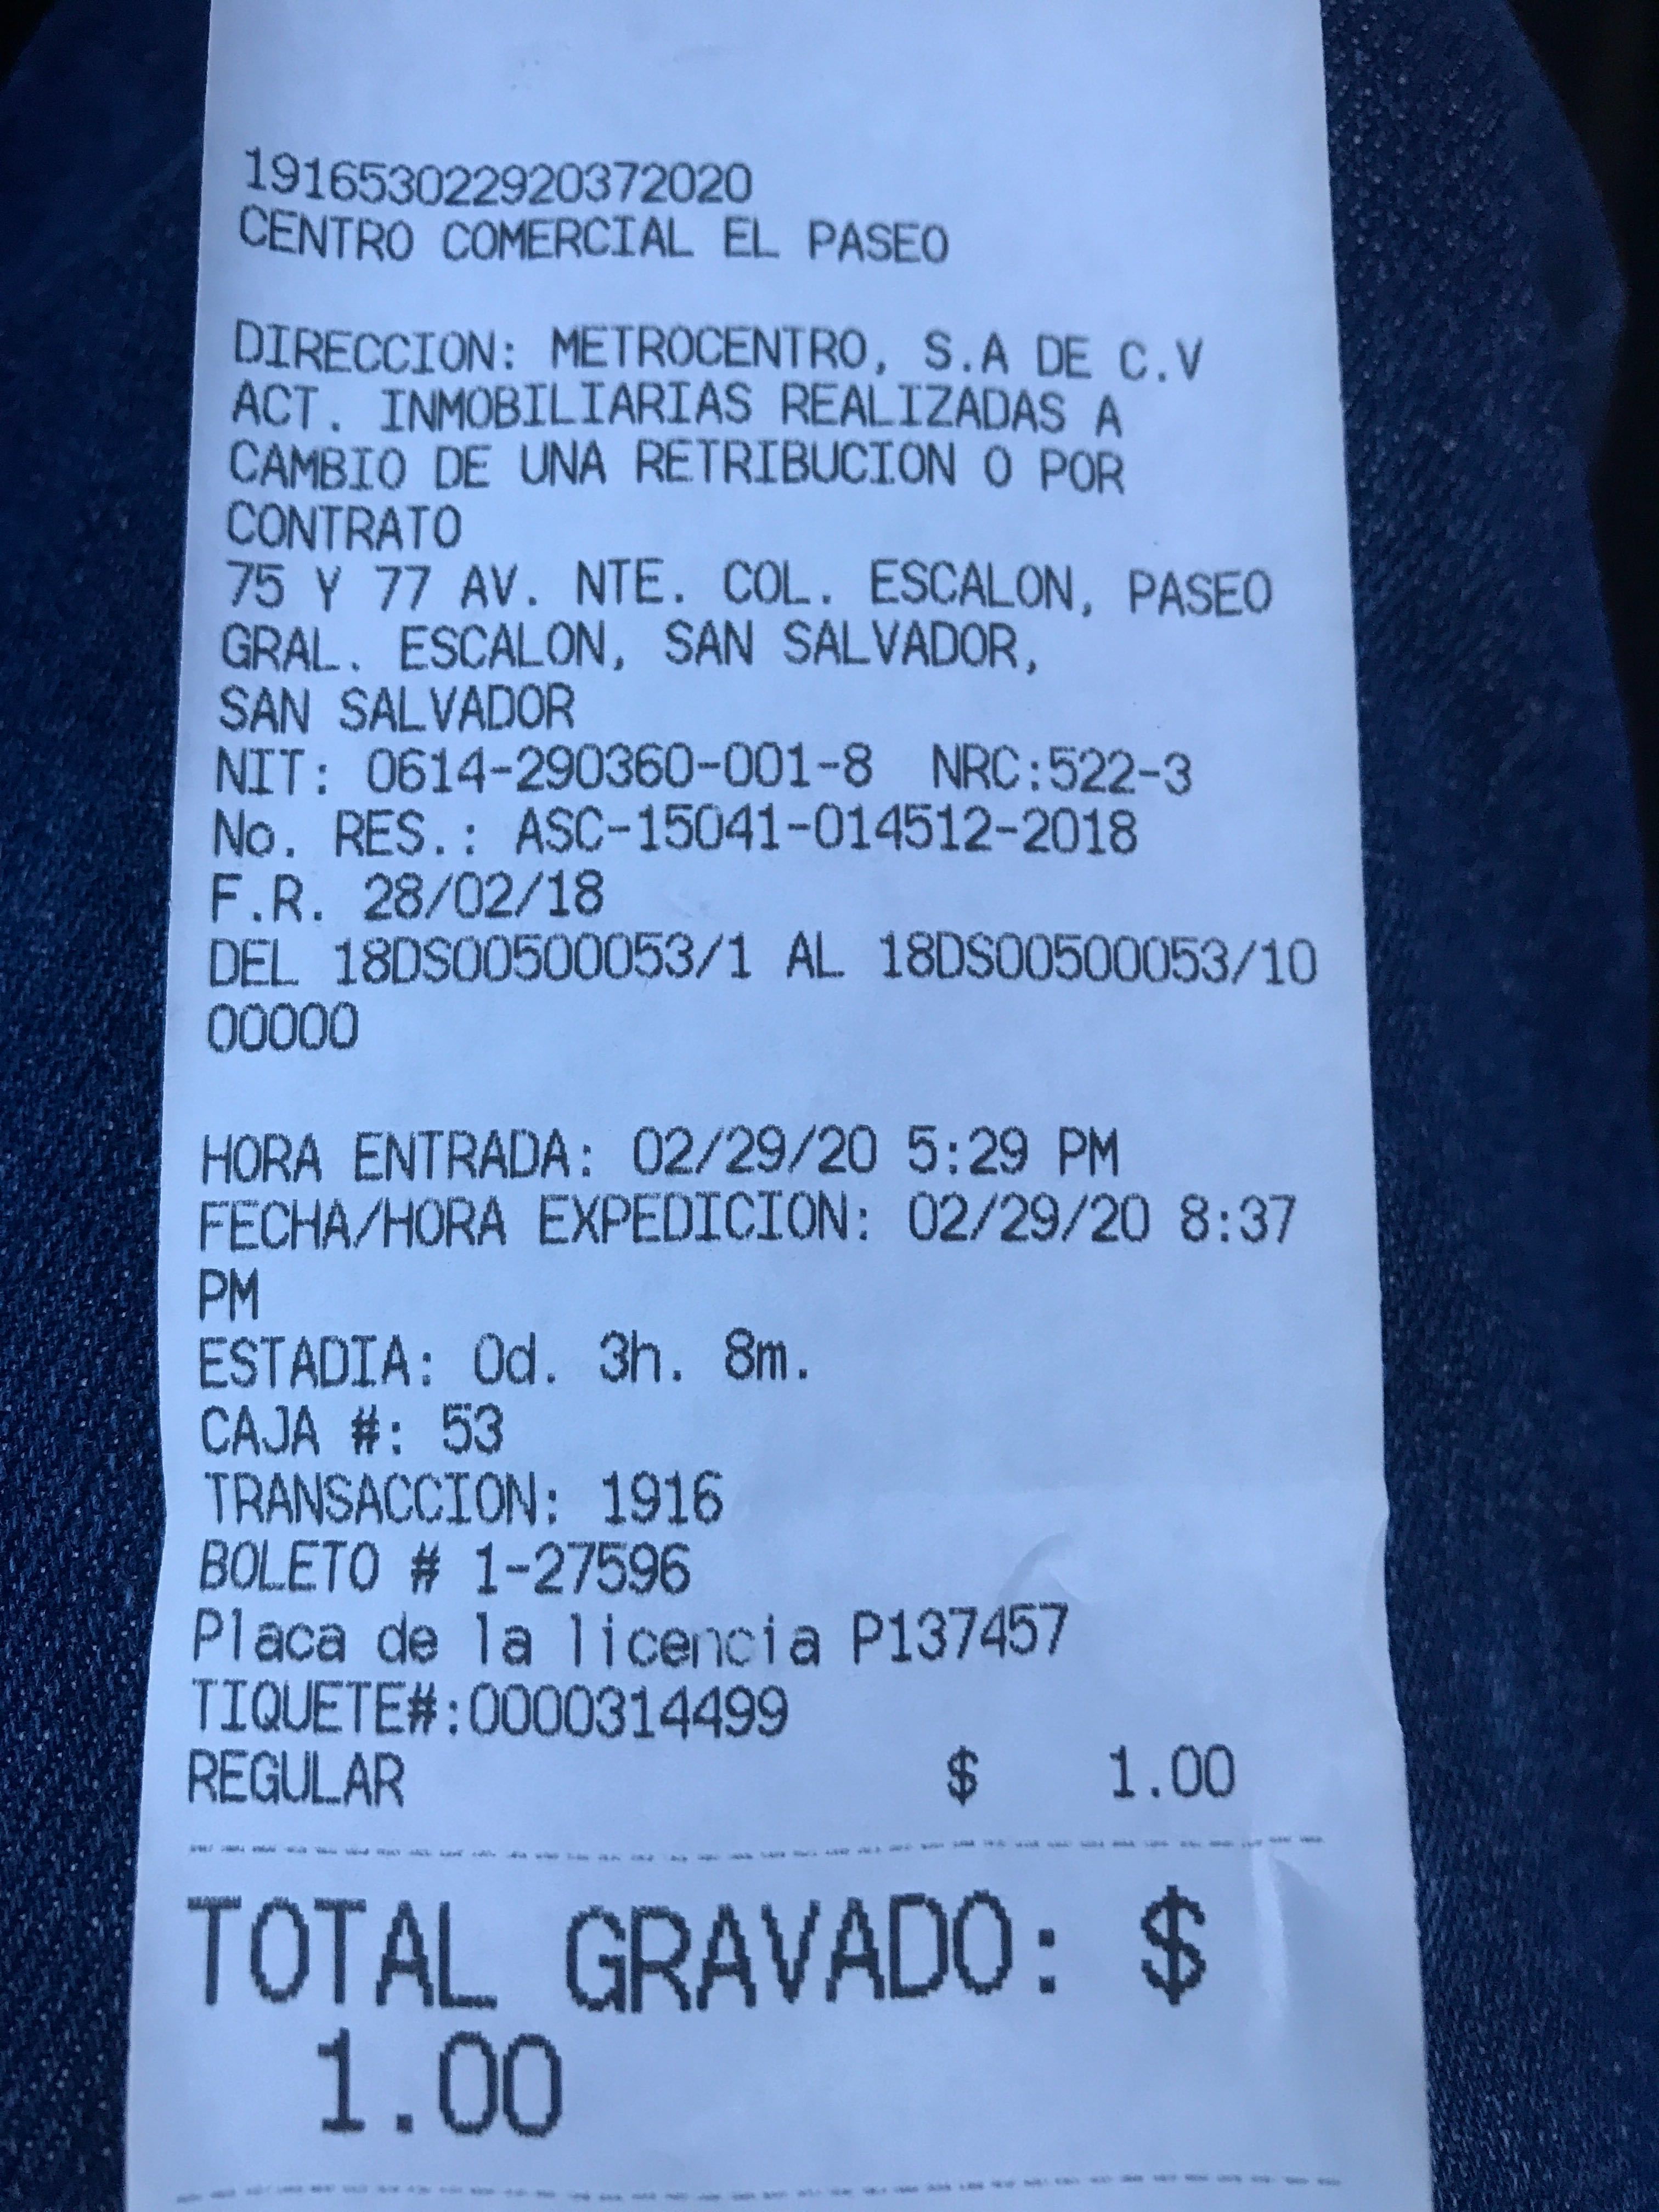 191653022920372020
CENTRO COMERCIAL EL PASEO
DIRECCION: METROCENTRO, S.A DE C.V
ACT. INMOBILIARIAS REALIZADAS A
CAMBIO DE UNA RETRIBUCION O POR
CONTRATO
75 Y 77 AV. NTE. COL. ESCALON, PASEO
GRAL. ESCALON, SAN SALVADOR,
SAN SALVADOR
NIT: 0614-290360-001-8 NRC:522-3
No. RES.: ASC-15041-014512-2018
F.R. 28/02/18
DEL 18DS00500053/1 AL 18DS00500053/10
00000
HORA ENTRADA: 02/29/20 5:29 PM
FECHA/HORA EXPEDICION: 02/29/20 8:37
PM
ESTADIA: 0d. 3h. 8m.
CAJA #: 53
TRANSACCION: 1916
BOLETO # 1-27596
Placa de la licencia P137457
TIQUETE#:0000314499
REGULAR $ 1.00
TOTAL GRAVADO: $
1.00